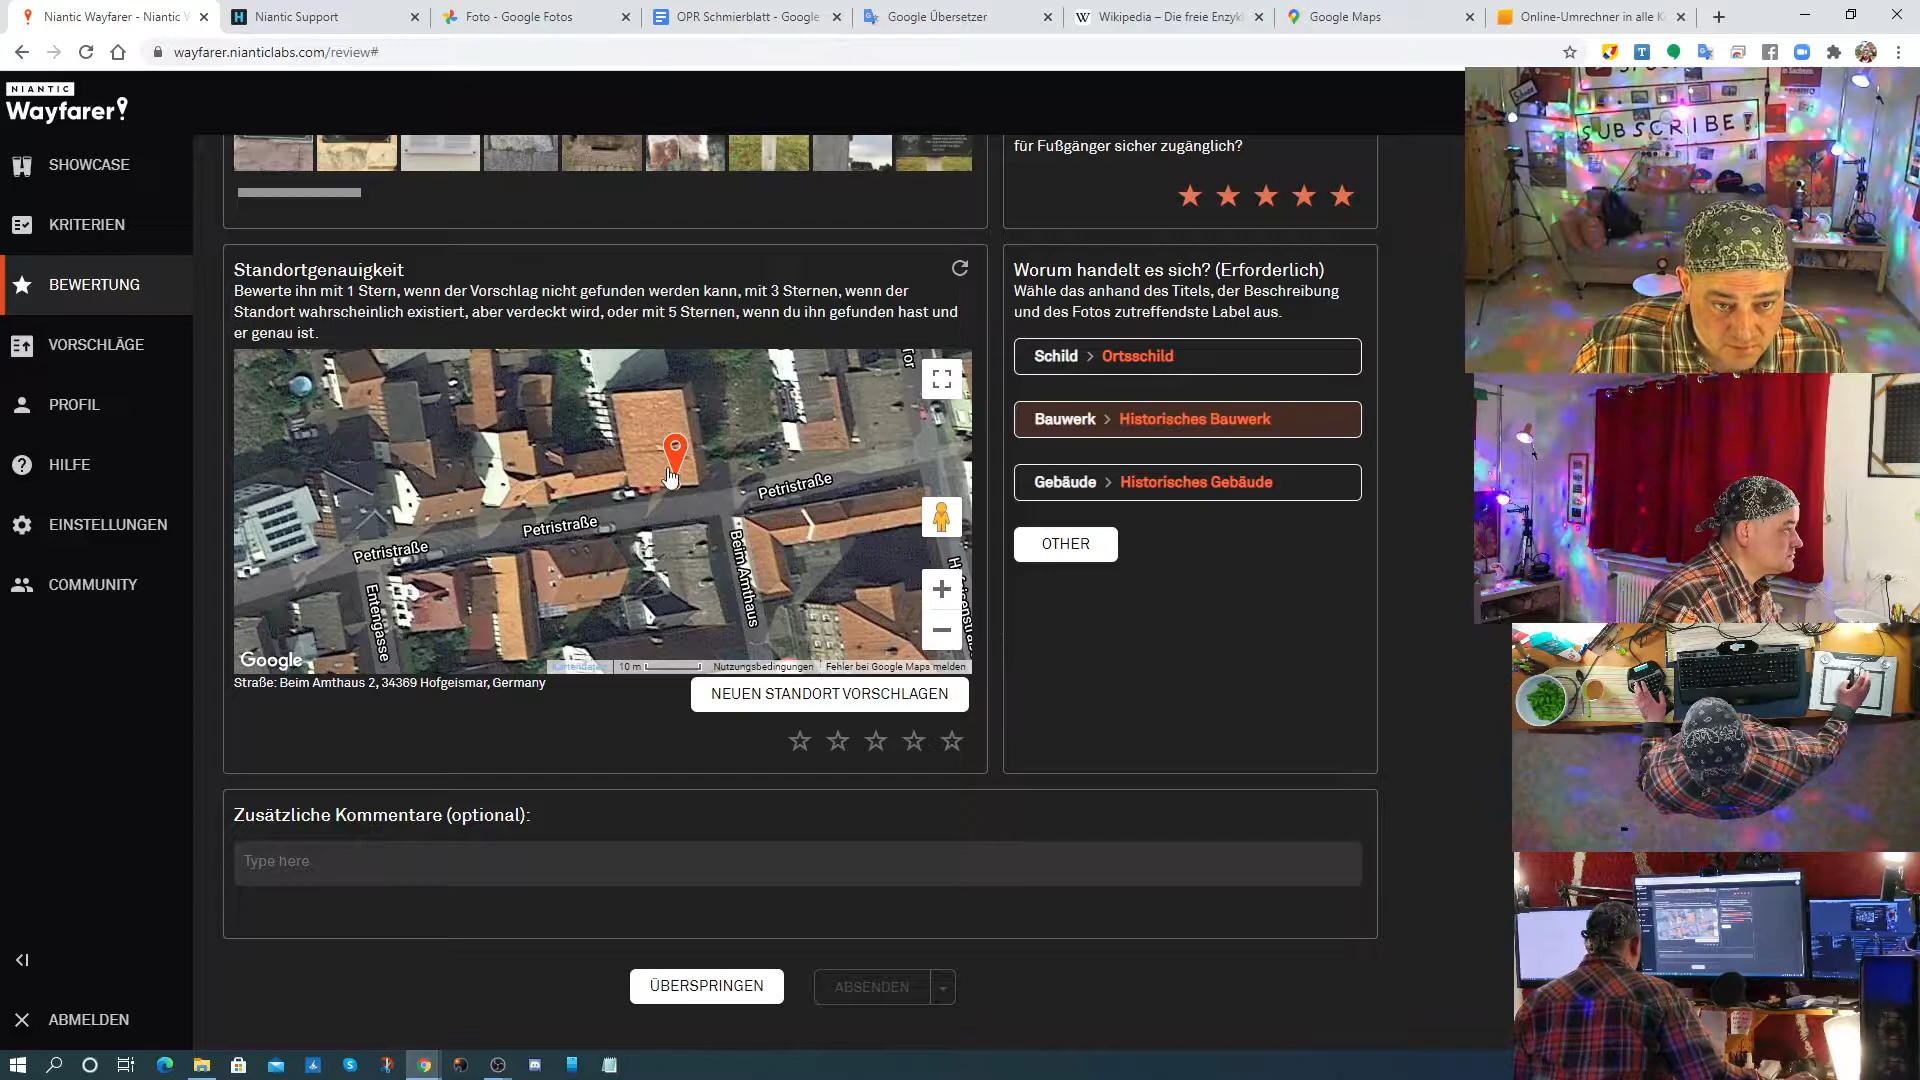 Niantic Wayfarer - Niantic W
Niantic Support
Foto - Google Fotos
OPR Schmierblatt - Google
Google Übersetzer
Wikipedia – Die freie Enzykl
Google Maps
Online-Umrechner in alle K
wayfarer.nianticlabs.com/review#
NIANTIC
Wayfarer
SHOWCASE
KRITERIEN
BEWERTUNG
VORSCHLÄGE
PROFIL
HILFE
EINSTELLUNGEN
COMMUNITY
ABMELDEN
für Fußgänger sicher zugänglich?
Standortgenauigkeit
Bewerte ihn mit 1 Stern, wenn der Vorschlag nicht gefunden werden kann, mit 3 Sternen, wenn der
Standort wahrscheinlich existiert, aber verdeckt wird, oder mit 5 Sternen, wenn du ihn gefunden hast und
er genau ist.
Petristraße
Petristraße
Petristraße
Entengasse
Beim Amthaus
Google
Kartendaten
10 m
Nutzungsbedingungen
Fehler bei Google Maps melden
Straße: Beim Amthaus 2, 34369 Hofgeismar, Germany
NEUEN STANDORT VORSCHLAGEN
Worum handelt es sich? (Erforderlich)
Wähle das anhand des Titels, der Beschreibung
und des Fotos zutreffendste Label aus.
Schild > Ortsschild
Bauwerk > Historisches Bauwerk
Gebäude > Historisches Gebäude
OTHER
Zusätzliche Kommentare (optional):
Type here
ÜBERSPRINGEN
ABSENDEN
SUBSCRIBE!